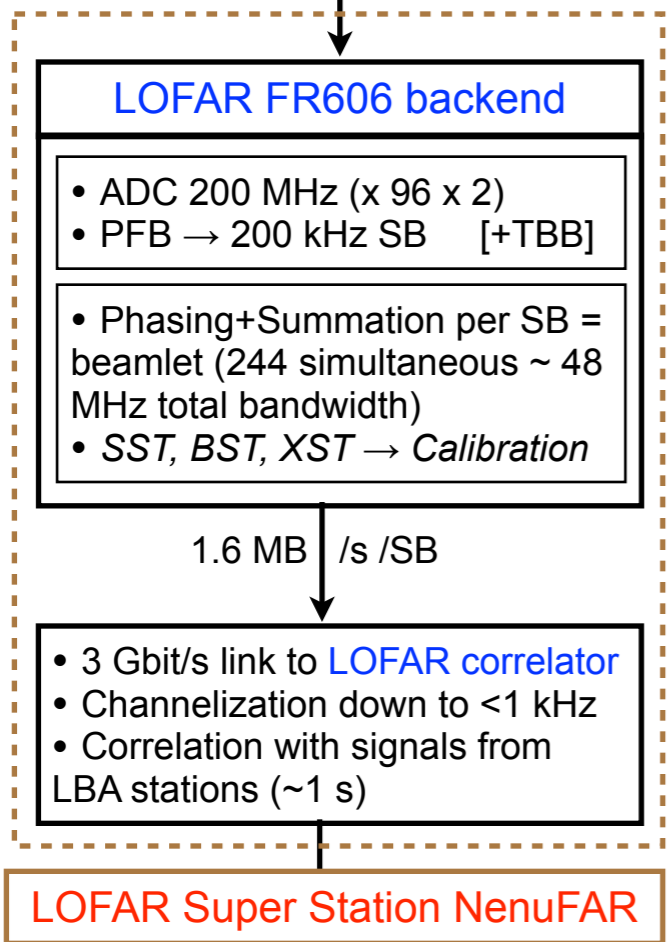 LOFAR FR606 backend
• ADC 200 MHz (x 96 x 2)
• PFB → 200 kHz SB [+TBB]
• Phasing+Summation per SB =
beamlet (244 simultaneous ~ 48
MHz total bandwidth)
• SST, BST, XST → Calibration
1.6 MB /s /SB
• 3 Gbit/s link to LOFAR correlator
• Channelization down to <1 kHz
• Correlation with signals from
LBA stations (~1 s)
LOFAR Super Station NenuFAR